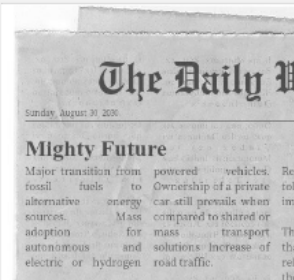 The Daily
Sunday, August 30, 2030
Mighty Future
Major transition from
fossil fuels to
alternative energy
sources. Mass
adoption for
autonomous and
electric or hydrogen
powered vehicles.
Ownership of a private
car still prevails when
compared to shared or
mass transport
solutions Increase of
road traffic.